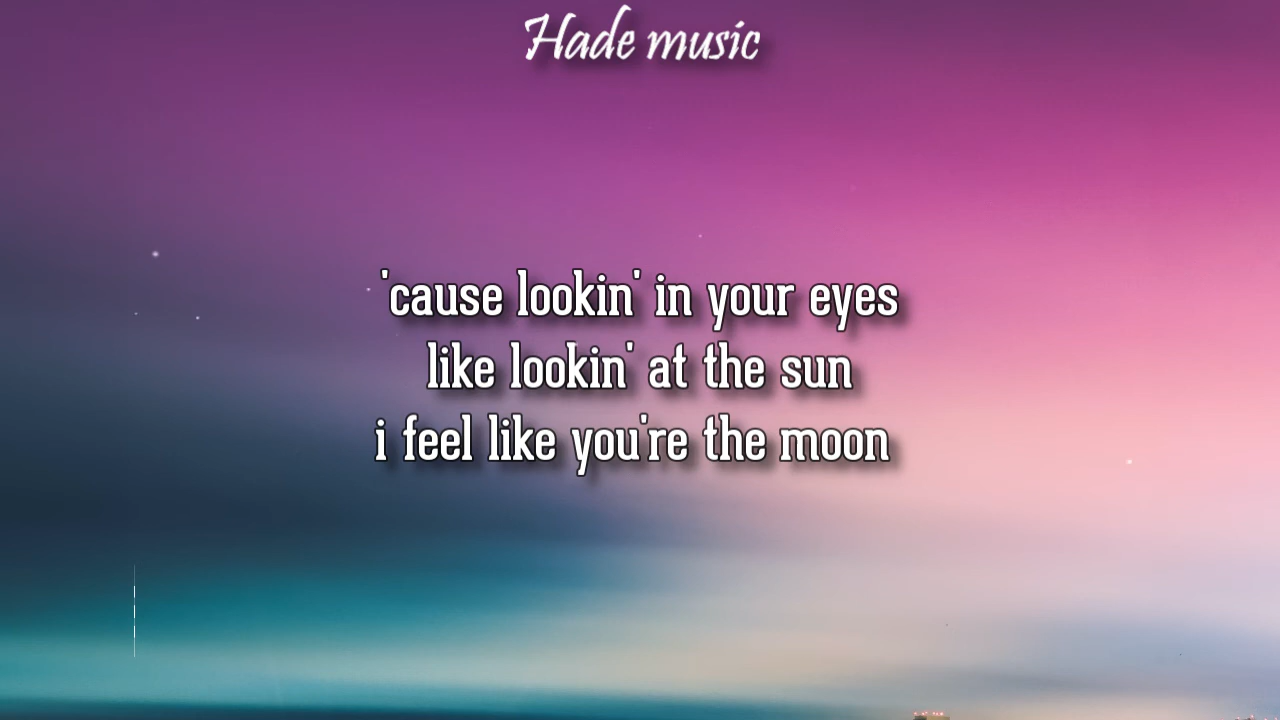 Hade music
'cause lookin' in your eyes
like lookin' at the sun
i feel like you're the moon